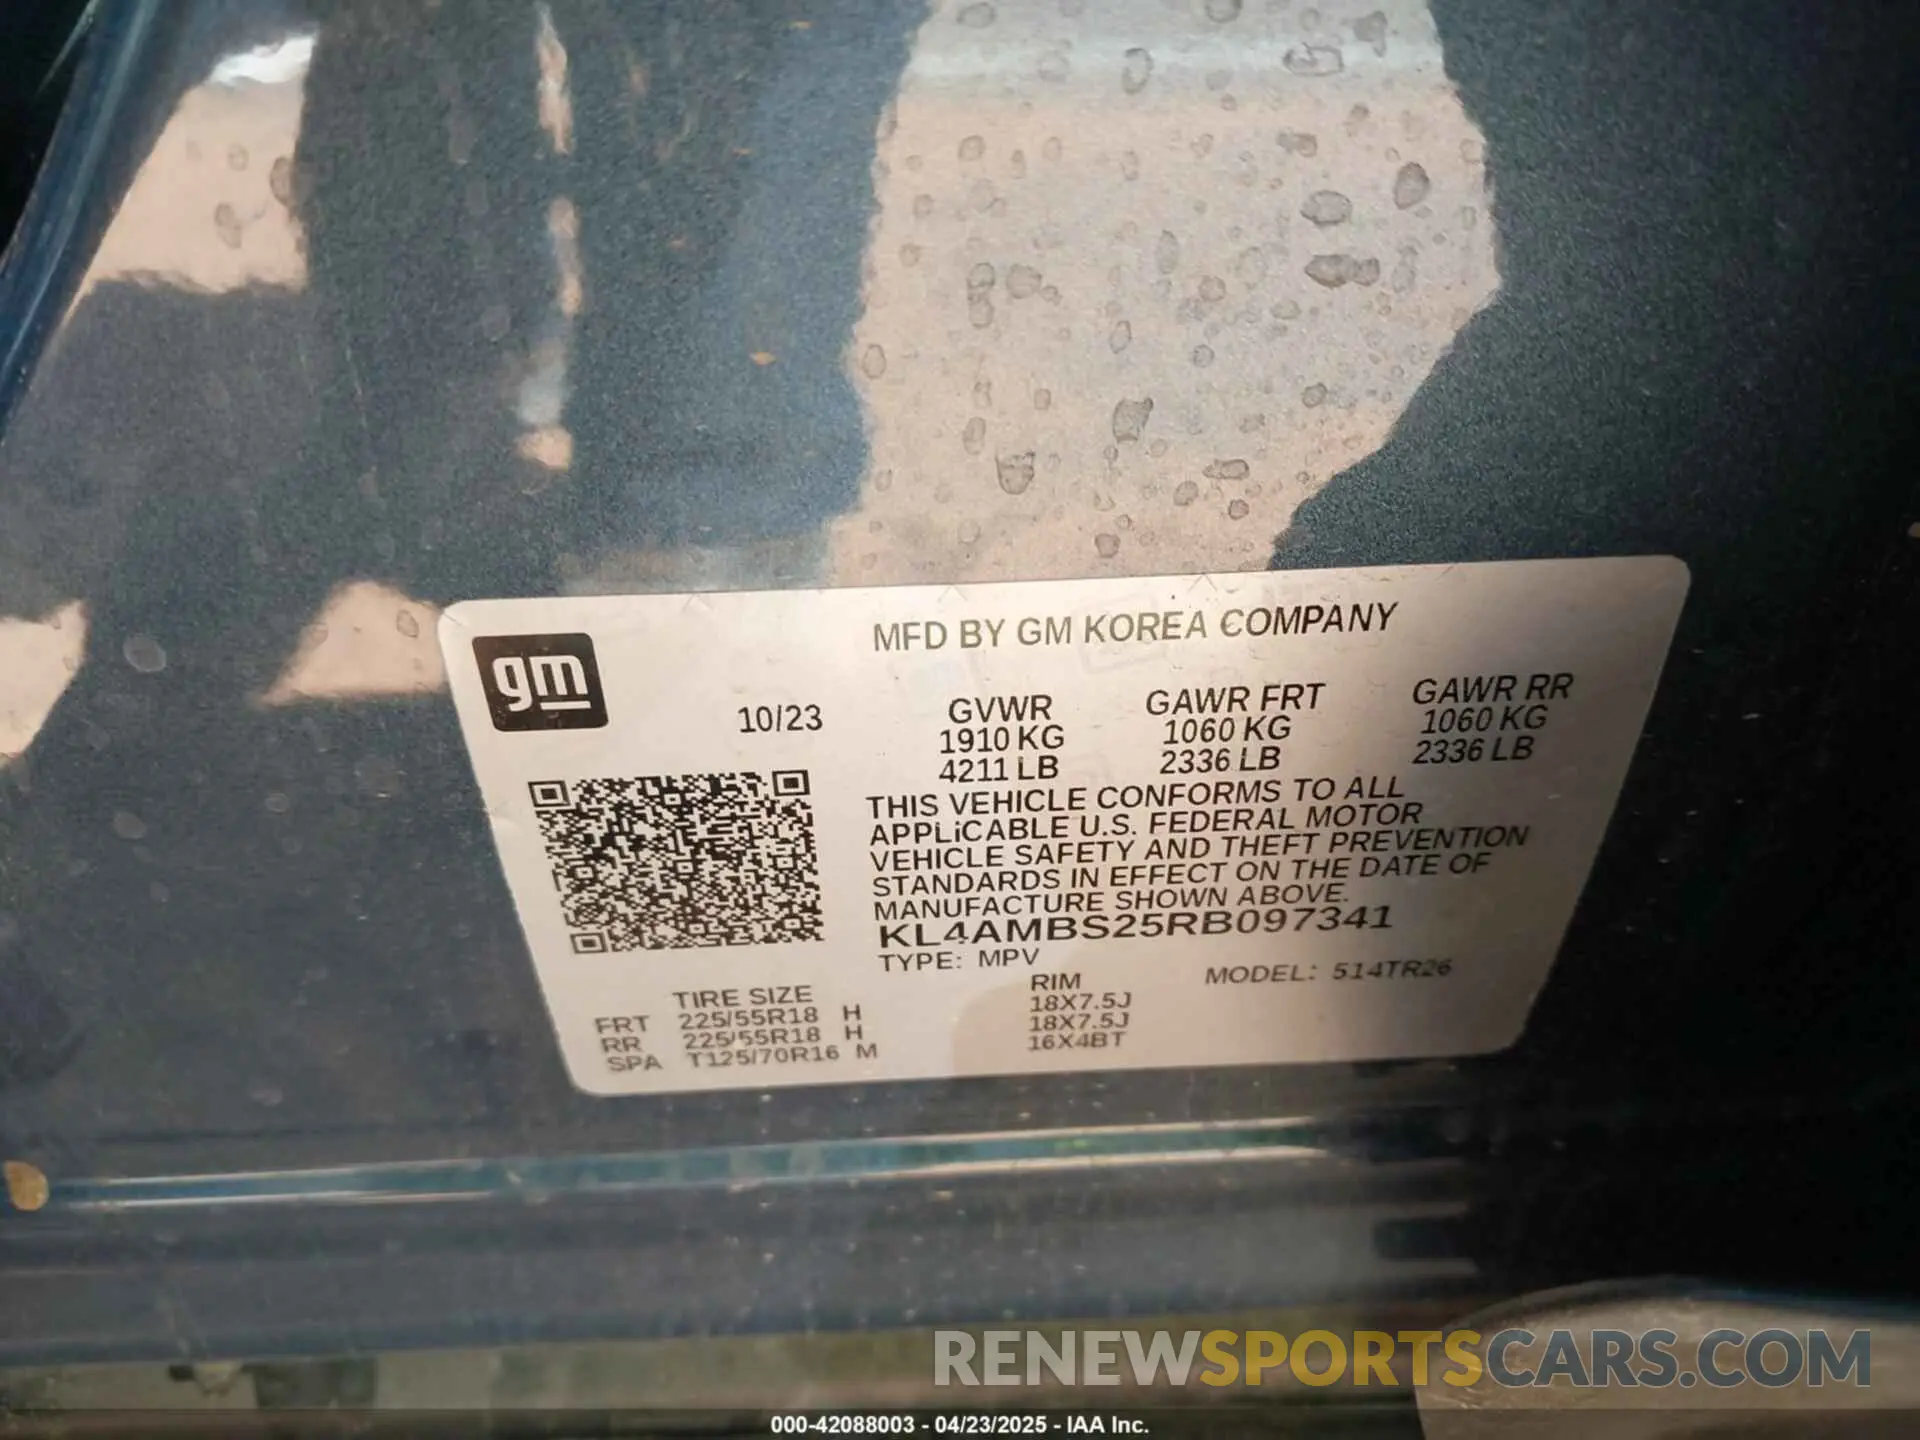 gm
MFD BY GM KOREA COMPANY
10/23
GVWR GAWR FRT GAWR RR
1910 KG 1060 KG 1060 KG
4211 LB 2336 LB 2336 LB
THIS VEHICLE CONFORMS TO ALL
APPLiCABLE U.S. FEDERAL MOTOR
VEHICLE SAFETY AND THEFT PREVENTION
STANDARDS IN EFFECT ON THE DATE OF
MANUFACTURE SHOWN ABOVE.
KL4AMBS25RB097341
TYPE: MPV MODEL: 514TR26
TIRE SIZE RIM
FRT 225/55R18 H 18X7.5J
RR 225/55R18 H 18X7.5J
SPA T125/70R16 M 16X4BT
RENEWSPORTSCARS.COM
000-42088003 - 04/23/2025 - IAA Inc.